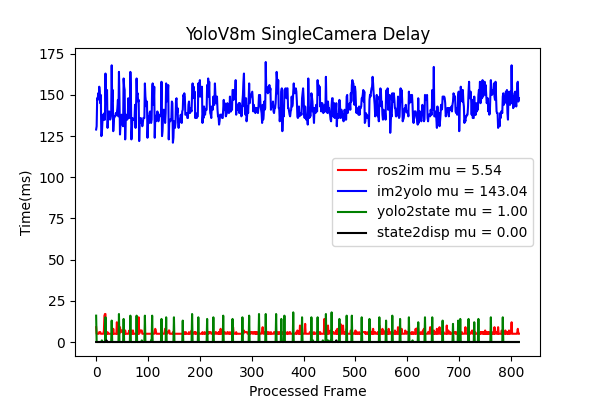 YoloV8m SingleCamera Delay
175
150
125
100
75
50
25
0
Time(ms)
ros2im mu = 5.54
im2yolo mu = 143.04
yolo2state mu = 1.00
state2disp mu = 0.00
0 100 200 300 400 500 600 700 800
Processed Frame